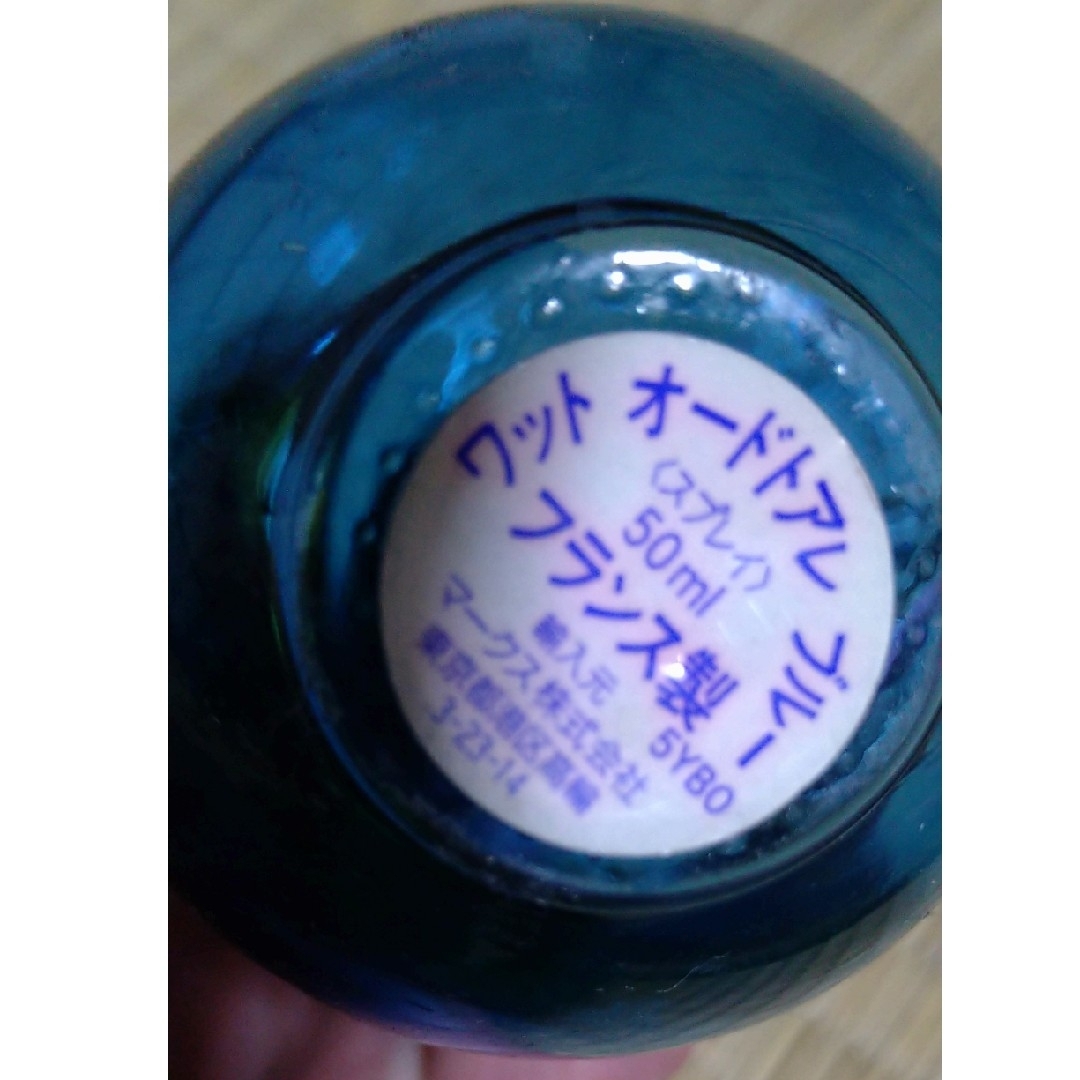 ワット オードトアレ ブルー
〈スプレイ〉
50ml
フランス製
輸入元 5YB0
マークス株式会社
東京都港区高輪
3-23-14